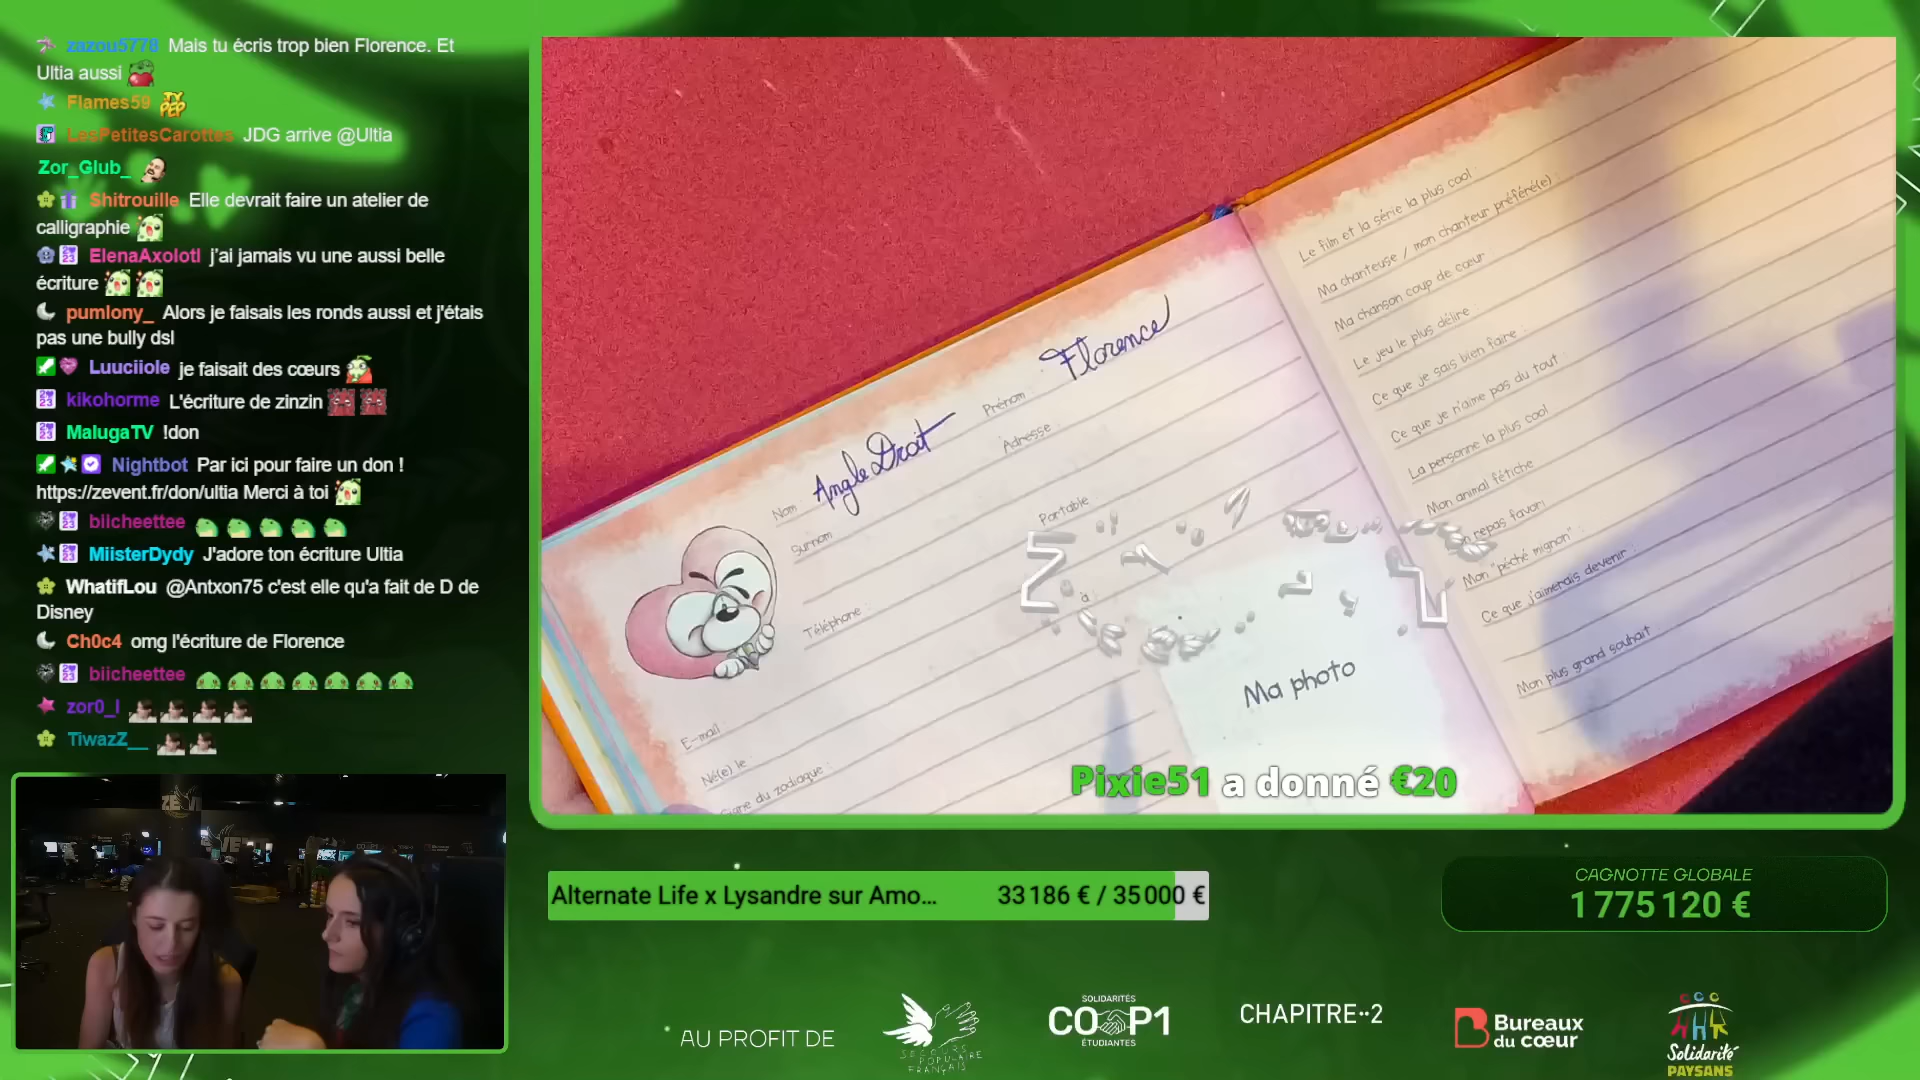 zazou5778 Mais tu écris trop bien Florence. Et
Ultia aussi
Flames59
LesPetitesCarottes JDG arrive @Ultia
Zor_Glub_
Shitrouille Elle devrait faire un atelier de
calligraphie
ElenaAxolotl j'ai jamais vu une aussi belle
écriture
pumlony_ Alors je faisais les ronds aussi et j'étais
pas une bully dsl
Luuciiole je faisait des cœurs
kikohorme L'écriture de zinzin
MalugaTV !don
Nightbot Par ici pour faire un don !
https://zevent.fr/don/ultia Merci à toi
biicheettee
MiisterDydy J'adore ton écriture Ultia
WhatifLou @Antxon75 c'est elle qu'a fait de D de
Disney
Ch0c4 omg l'écriture de Florence
biicheettee
zor0_l
TiwazZ__
Nom : Angle Droit
Prénom : Florence
Surnom
Adresse :
Téléphone :
Portable :
E-mail
Né(e) le :
à :
Signe du zodiaque :
Ma photo
Le film et la série la plus cool :
Ma chanteuse / mon chanteur préféré(e) :
Ma chanson coup de cœur
Le jeu le plus délire :
Ce que je sais bien faire :
Ce que je n'aime pas du tout :
La personne la plus cool
Mon animal fétiche
repas favori
Mon "péché mignon" :
Ce que j'aimerais devenir :
Mon plus grand souhait
Pixie51 a donné €20
Alternate Life x Lysandre sur Amo... 33 186 € / 35 000 €
CAGNOTTE GLOBALE
1 775 120 €
AU PROFIT DE
SECOURS
POPULAIRE
FRANÇAIS
SOLIDARITÉS
COP1
ÉTUDIANTES
CHAPITRE··2
Bureaux
du cœur
Solidarité
PAYSANS